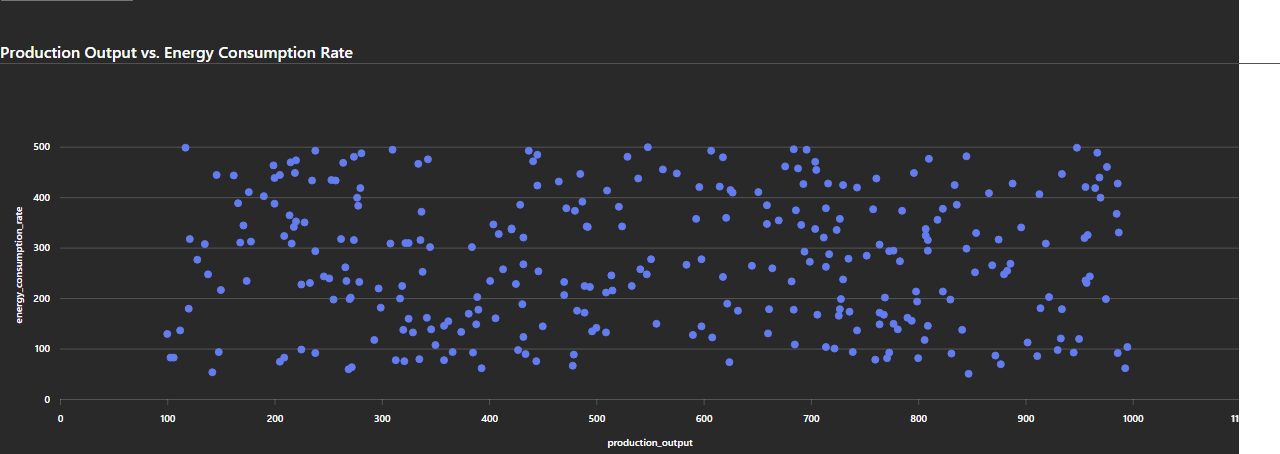 Production Output vs. Energy Consumption Rate
500
400
300
200
100
0
energy_consumption_rate
0 100 200 300 400 500 600 700 800 900 1000 11
production_output